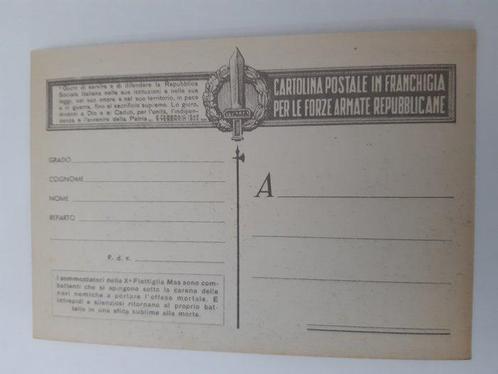 "Giuro di servire e di difendere la Repubblica
Sociale Italiana nelle sue istituzioni e nelle sue
leggi, nel suo onore e nel suo territorio, in pace
e in guerra, fino al sacrificio supremo. Lo giuro
dinanzi a Dio e ai Caduti, per l'unità, l'indipen-
denza e l'avvenire della Patria".
ITALIA
CARTOLINA POSTALE IN FRANCHIGIA
PER LE FORZE ARMATE REPUBBLICANE
GRADO
COGNOME
NOME
REPARTO
P. d. c.
A
I sommozzatori della Xª Flottiglia Mas sono com-
battenti che si spingono sotto la carena delle
navi nemiche a portare l'offesa mortale. E
intrepidi e silenziosi ritornano al proprio bat-
tello in una sfida sublime alla morte.